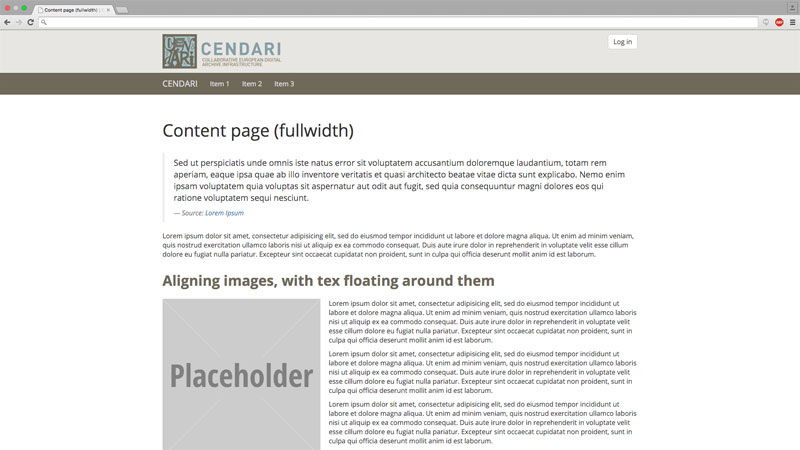 Content page (fullwidth)
Log in
CENDARI
CENDARI
COLLABORATIVE EUROPEAN DIGITAL
ARCHIVE INFRASTRUCTURE
CENDARI Item 1 Item 2 Item 3
Content page (fullwidth)
Sed ut perspiciatis unde omnis iste natus error sit voluptatem accusantium doloremque laudantium, totam rem
aperiam, eaque ipsa quae ab illo inventore veritatis et quasi architecto beatae vitae dicta sunt explicabo. Nemo enim
ipsam voluptatem quia voluptas sit aspernatur aut odit aut fugit, sed quia consequuntur magni dolores eos qui
ratione voluptatem sequi nesciunt.
— Source: Lorem Ipsum
Lorem ipsum dolor sit amet, consectetur adipisicing elit, sed do eiusmod tempor incididunt ut labore et dolore magna aliqua. Ut enim ad minim veniam,
quis nostrud exercitation ullamco laboris nisi ut aliquip ex ea commodo consequat. Duis aute irure dolor in reprehenderit in voluptate velit esse cillum dolore
eu fugiat nulla pariatur. Excepteur sint occaecat cupidatat non proident, sunt in culpa qui officia deserunt mollit anim id est laborum.
Aligning images, with tex floating around them
Placeholder
Lorem ipsum dolor sit amet, consectetur adipisicing elit, sed do eiusmod tempor incididunt ut labore et dolore magna
aliqua. Ut enim ad minim veniam, quis nostrud exercitation ullamco laboris
nisi ut aliquip ex ea commodo consequat. Duis aute irure dolor in reprehenderit in voluptate velit
esse cillum dolore eu fugiat nulla pariatur. Excepteur sint occaecat cupidatat non proident, sunt in
culpa qui officia deserunt mollit anim id est laborum.
Lorem ipsum dolor sit amet, consectetur adipisicing elit, sed do eiusmod tempor incididunt ut labore et dolore magna
aliqua. Ut enim ad minim veniam, quis nostrud exercitation ullamco laboris
nisi ut aliquip ex ea commodo consequat. Duis aute irure dolor in reprehenderit in voluptate velit
esse cillum dolore eu fugiat nulla pariatur. Excepteur sint occaecat cupidatat non proident, sunt in
culpa qui officia deserunt mollit anim id est laborum.
Lorem ipsum dolor sit amet, consectetur adipisicing elit, sed do eiusmod tempor incididunt ut labore et dolore magna
aliqua. Ut enim ad minim veniam, quis nostrud exercitation ullamco laboris
nisi ut aliquip ex ea commodo consequat. Duis aute irure dolor in reprehenderit in voluptate velit
esse cillum dolore eu fugiat nulla pariatur. Excepteur sint occaecat cupidatat non proident, sunt in
culpa qui officia deserunt mollit anim id est laborum.